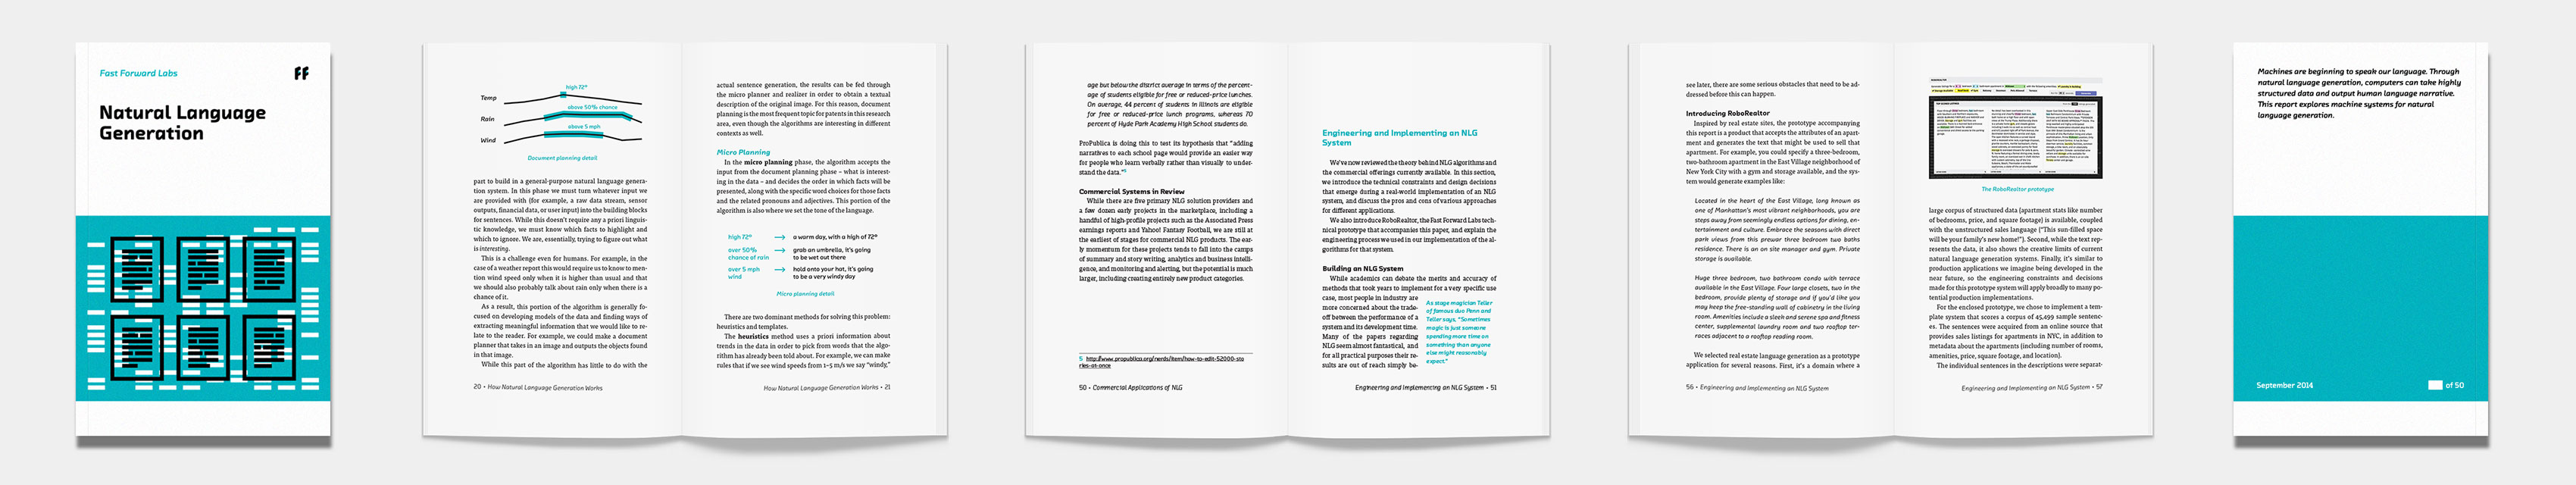 Fast Forward Labs
FF
Natural Language
Generation
high 72°
Temp
above 50% chance
Rain
above 5 mph
Wind
Document planning detail
part to build in a general-purpose natural language genera-
tion system. In this phase we must turn whatever input we
are provided with (for example, a raw data stream, sensor
outputs, financial data, or user input) into the building blocks
for sentences. While this doesn't require any a priori linguis-
tic knowledge, we must know which facts to highlight and
which to ignore. We are, essentially, trying to figure out what
is interesting.
This is a challenge even for humans. For example, in the
case of a weather report this would require us to know to men-
tion wind speed only when it is higher than usual and that
we should also probably talk about rain only when there is a
chance of it.
As a result, this portion of the algorithm is generally fo-
cused on developing models of the data and finding ways of
extracting meaningful information that we would like to re-
late to the reader. For example, we could make a document
planner that takes in an image and outputs the objects found
in that image.
While this part of the algorithm has little to do with the
20 • How Natural Language Generation Works
actual sentence generation, the results can be fed through
the micro planner and realizer in order to obtain a textual
description of the original image. For this reason, document
planning is the most frequent topic for patents in this research
area, even though the algorithms are interesting in different
contexts as well.
Micro Planning
In the micro planning phase, the algorithm accepts the
input from the document planning phase – what is interest-
ing in the data – and decides the order in which facts will be
presented, along with the specific word choices for those facts
and the related pronouns and adjectives. This portion of the
algorithm is also where we set the tone of the language.
high 72° → a warm day, with a high of 72°
over 50% → grab an umbrella, it's going
chance of rain to be wet out there
over 5 mph → hold onto your hat, it's going
wind to be a very windy day
Micro planning detail
There are two dominant methods for solving this problem:
heuristics and templates.
The heuristics method uses a priori information about
trends in the data in order to pick from words that the algo-
rithm has already been told about. For example, we can make
rules that if we see wind speeds from 1–5 m/s we say "windy,"
How Natural Language Generation Works • 21
age but below the district average in terms of the percent-
age of students eligible for free or reduced-price lunches.
On average, 44 percent of students in Illinois are eligible
for free or reduced-price lunch programs, whereas 70
percent of Hyde Park Academy High School students do.
ProPublica is doing this to test its hypothesis that "adding
narratives to each school page would provide an easier way
for people who learn verbally rather than visually to under-
stand the data."5
Commercial Systems in Review
While there are five primary NLG solution providers and
a few dozen early projects in the marketplace, including a
handful of high-profile projects such as the Associated Press
earnings reports and Yahoo! Fantasy Football, we are still at
the earliest of stages for commercial NLG products. The ear-
ly momentum for these projects tends to fall into the camps
of summary and story writing, analytics and business intelli-
gence, and monitoring and alerting, but the potential is much
larger, including creating entirely new product categories.
5 http://www.propublica.org/nerds/item/how-to-edit-52000-sto
ries-at-once
50 • Commercial Applications of NLG
Engineering and Implementing an NLG
System
We've now reviewed the theory behind NLG algorithms and
the commercial offerings currently available. In this section,
we introduce the technical constraints and design decisions
that emerge during a real-world implementation of an NLG
system, and discuss the pros and cons of various approaches
for different applications.
We also introduce RoboRealtor, the Fast Forward Labs tech-
nical prototype that accompanies this paper, and explain the
engineering process we used in our implementation of the al-
gorithms for that system.
Building an NLG System
While academics can debate the merits and accuracy of
methods that took years to implement for a very specific use
case, most people in industry are
more concerned about the trade-
off between the performance of a
system and its development time.
Many of the papers regarding
NLG seem almost fantastical, and
for all practical purposes their re-
sults are out of reach simply be-
As stage magician Teller
of famous duo Penn and
Teller says, "Sometimes
magic is just someone
spending more time on
something than anyone
else might reasonably
expect."
Engineering and Implementing an NLG System • 51
see later, there are some serious obstacles that need to be ad-
dressed before this can happen.
Introducing RoboRealtor
Inspired by real estate sites, the prototype accompanying
this report is a product that accepts the attributes of an apart-
ment and generates the text that might be used to sell that
apartment. For example, you could specify a three-bedroom,
two-bathroom apartment in the East Village neighborhood of
New York City with a gym and storage available, and the sys-
tem would generate examples like:
Located in the heart of the East Village, long known as
one of Manhattan's most vibrant neighborhoods, you are
steps away from seemingly endless options for dining, en-
tertainment and culture. Embrace the seasons with direct
park views from this prewar three bedroom two baths
residence. There is an on site manager and gym. Private
storage is available.
Huge three bedroom, two bathroom condo with terrace
available in the East Village. Four large closets, two in the
bedroom, provide plenty of storage and if you'd like you
may keep the free-standing wall of cabinetry in the living
room. Amenities include a sleek and serene spa and fitness
center, supplemental laundry room and two rooftop ter-
races adjacent to a rooftop reading room.
We selected real estate language generation as a prototype
application for several reasons. First, it's a domain where a
56 • Engineering and Implementing an NLG System
The RoboRealtor prototype
large corpus of structured data (apartment stats like number
of bedrooms, price, and square footage) is available, coupled
with the unstructured sales language ("This sun-filled space
will be your family's new home!"). Second, while the text rep-
resents the data, it also shows the creative limits of current
natural language generation systems. Finally, it's similar to
production applications we imagine being developed in the
near future, so the engineering constraints and decisions
made for this prototype system will apply broadly to many po-
tential production implementations.
For the enclosed prototype, we chose to implement a tem-
plate system that scores a corpus of 45,499 sample sentenc-
es. The sentences were acquired from an online source that
provides sales listings for apartments in NYC, in addition to
metadata about the apartments (including number of rooms,
amenities, price, square footage, and location).
The individual sentences in the descriptions were separat-
Engineering and Implementing an NLG System • 57
Machines are beginning to speak our language. Through
natural language generation, computers can take highly
structured data and output human language narrative.
This report explores machine systems for natural
language generation.
September 2014
of 50